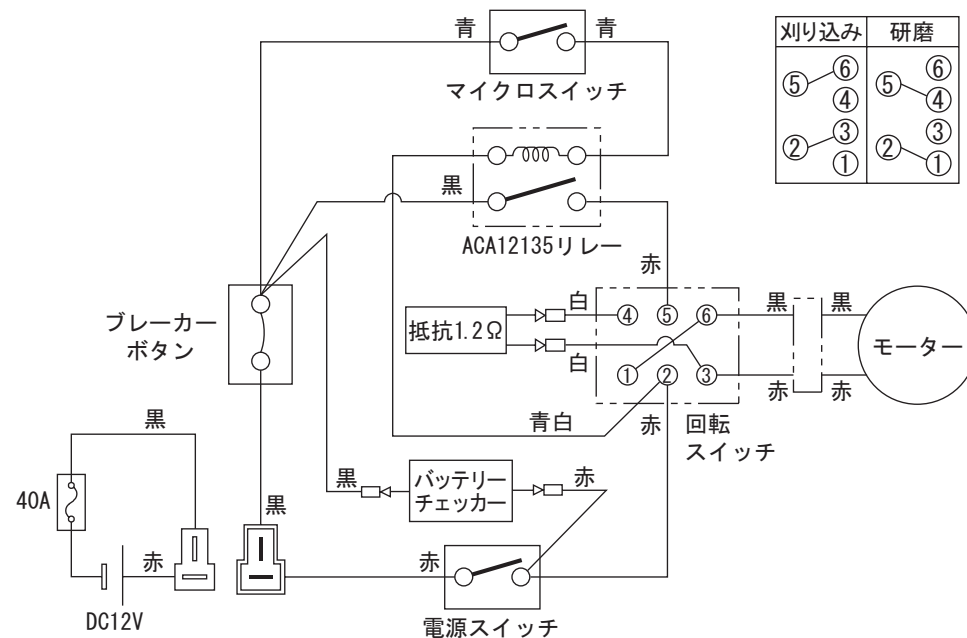 青
青
マイクロスイッチ
黒
ACA12135リレー
赤
ブレーカー
ボタン
抵抗1.2Ω
白
白
④
⑤
⑥
①
②
③
黒
黒
赤
赤
モーター
青白
赤
回転
スイッチ
黒
40A
赤
DC12V
黒
黒
バッテリー
チェッカー
赤
赤
電源スイッチ
刈り込み
研磨
⑤
⑥
④
②
③
①
⑤
⑥
④
②
③
①